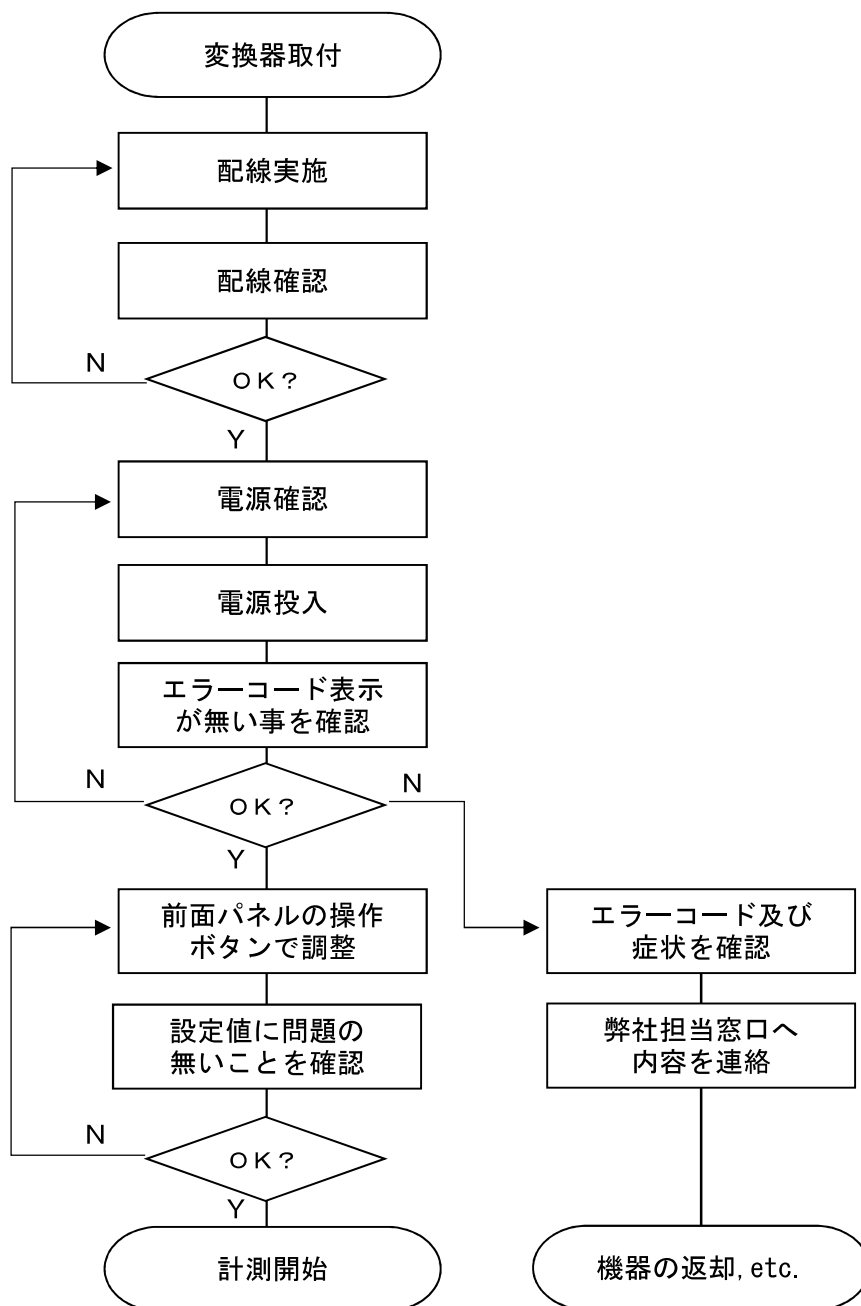 変換器取付
配線実施
配線確認
N
OK?
Y
電源確認
電源投入
エラーコード表示
が無い事を確認
N
OK?
N
Y
前面パネルの操作
ボタンで調整
設定値に問題の
無いことを確認
N
OK?
Y
計測開始
エラーコード及び
症状を確認
弊社担当窓口へ
内容を連絡
機器の返却, etc.